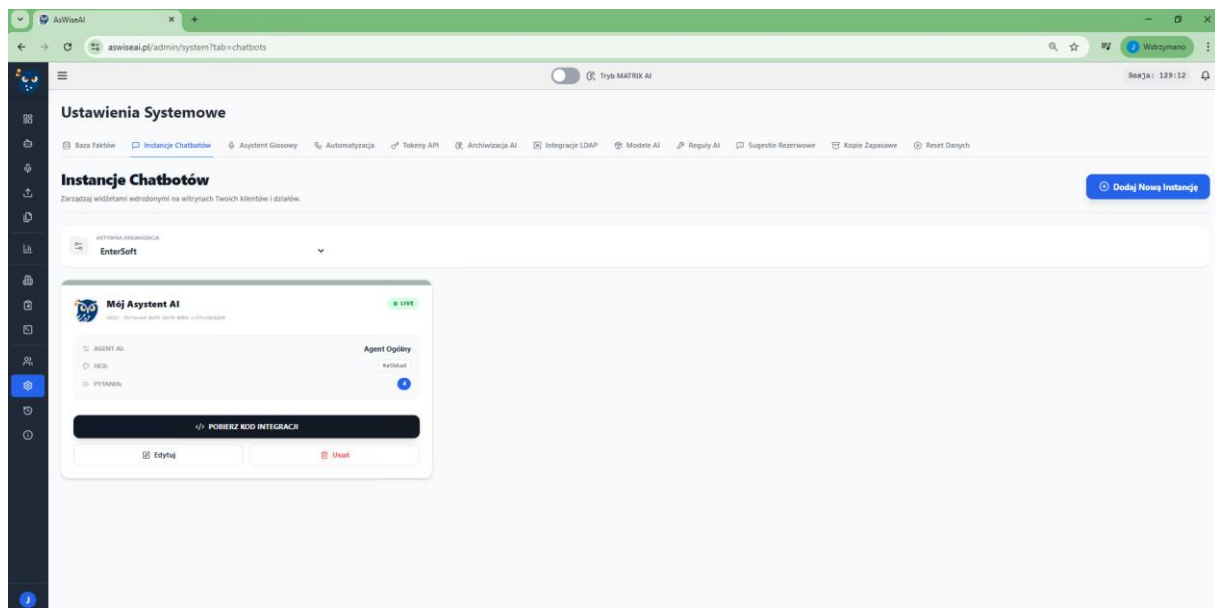 AsWiseAI
aswiseai.pl/admin/system?tab=chatbots
J Wstrzymano
Tryb MATRIX AI
Sesja: 129:12
Ustawienia Systemowe
Baza Faktów Instancje Chatbotów Asystent Głosowy Automatyzacja Tokeny API Archiwizacja AI Integracje LDAP Modele AI Reguły AI Sugestie Rezerwowe Kopie Zapasowe Reset Danych
Instancje Chatbotów
Dodaj Nową Instancję
Zarządzaj widżetami wdrożonymi na witrynach Twoich klientów i działów.
AKTYWNA ORGANIZACJA
EnterSoft
Mój Asystent AI
LIVE
AGENT AI: Agent Ogólny
HEX:
PYTANIA: 4
</> POBIERZ KOD INTEGRACJI
Edytuj Usuń
J